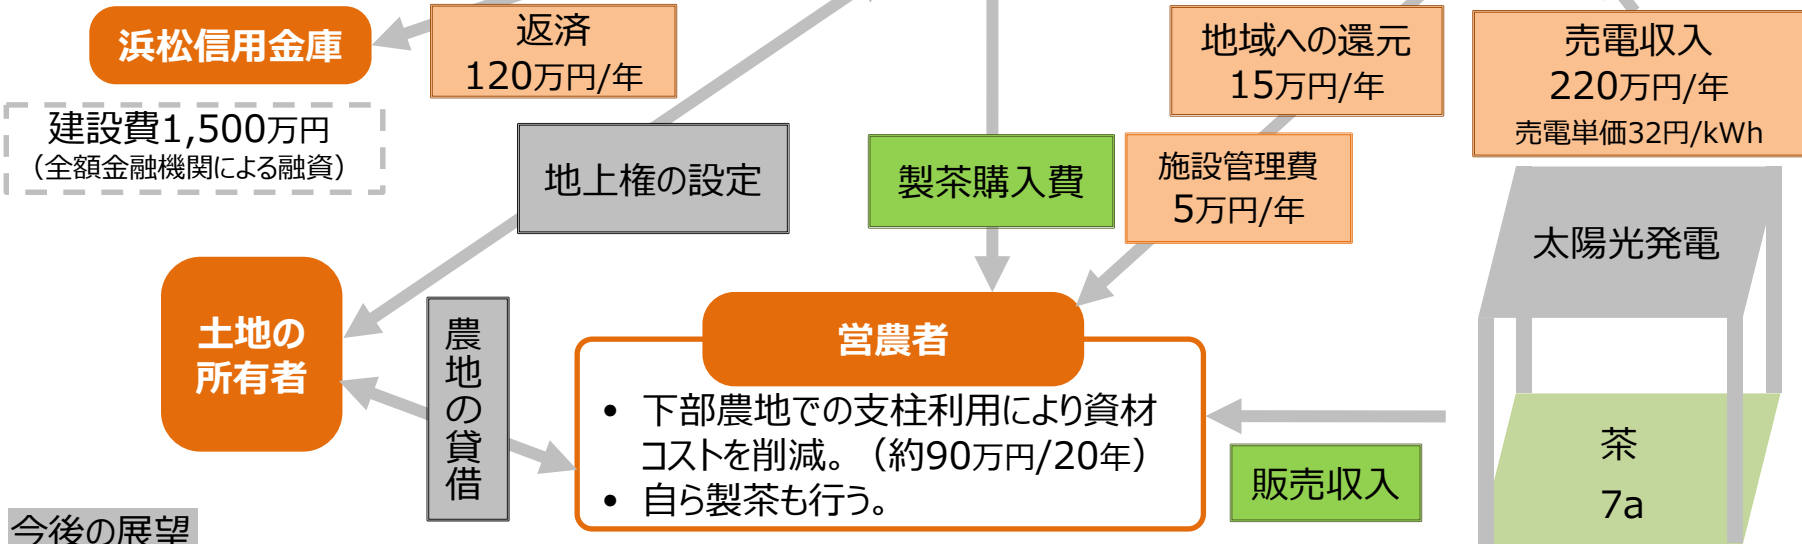 浜松信用金庫
返済
120万円/年
地域への還元
15万円/年
売電収入
220万円/年
売電単価32円/kWh
建設費1,500万円
（全額金融機関による融資）
地上権の設定
製茶購入費
施設管理費
5万円/年
太陽光発電
土地の
所有者
農地の貸借
営農者
• 下部農地での支柱利用により資材
コストを削減。（約90万円/20年）
• 自ら製茶も行う。
販売収入
茶
7a
今後の展望